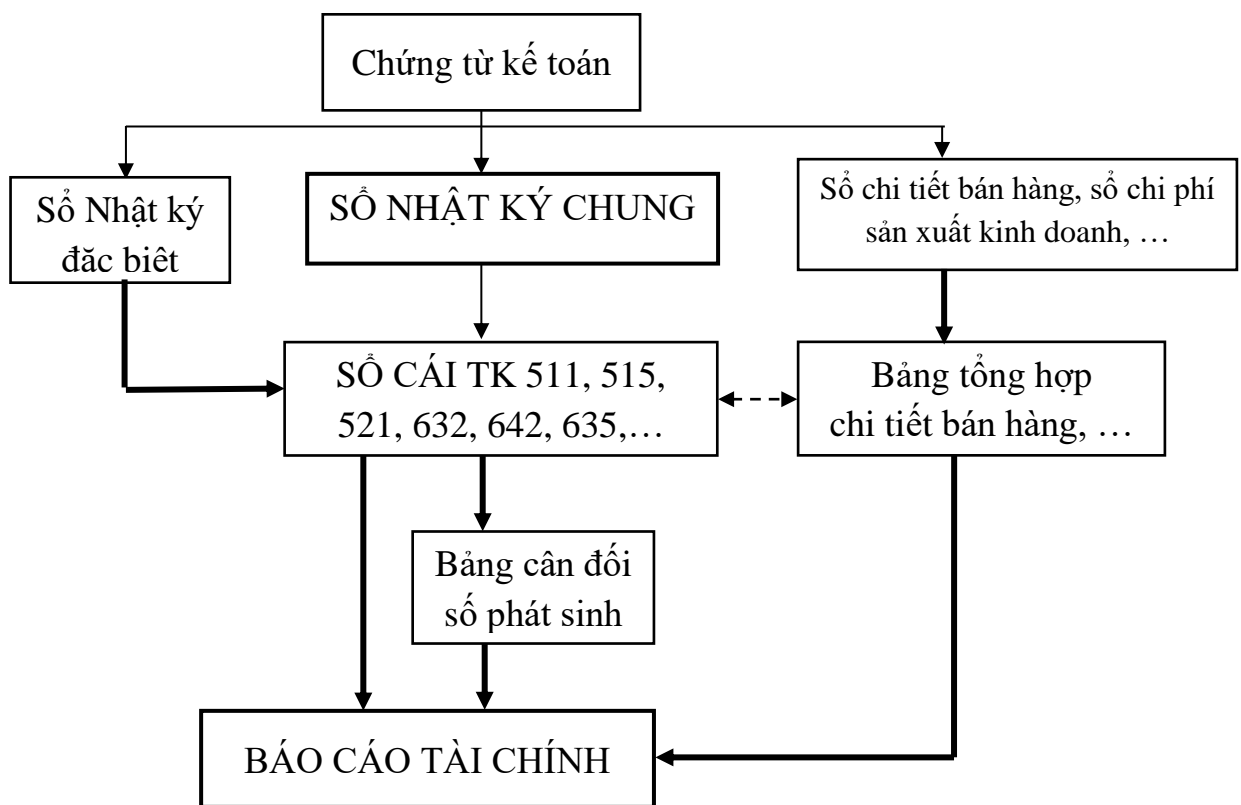 Chứng từ kế toán
Sổ Nhật ký
đăc biêt
SỔ NHẬT KÝ CHUNG
Sổ chi tiết bán hàng, sổ chi phí
sản xuất kinh doanh, …
SỔ CÁI TK 511, 515,
521, 632, 642, 635,…
Bảng tổng hợp
chi tiết bán hàng, …
Bảng cân đối
số phát sinh
BÁO CÁO TÀI CHÍNH